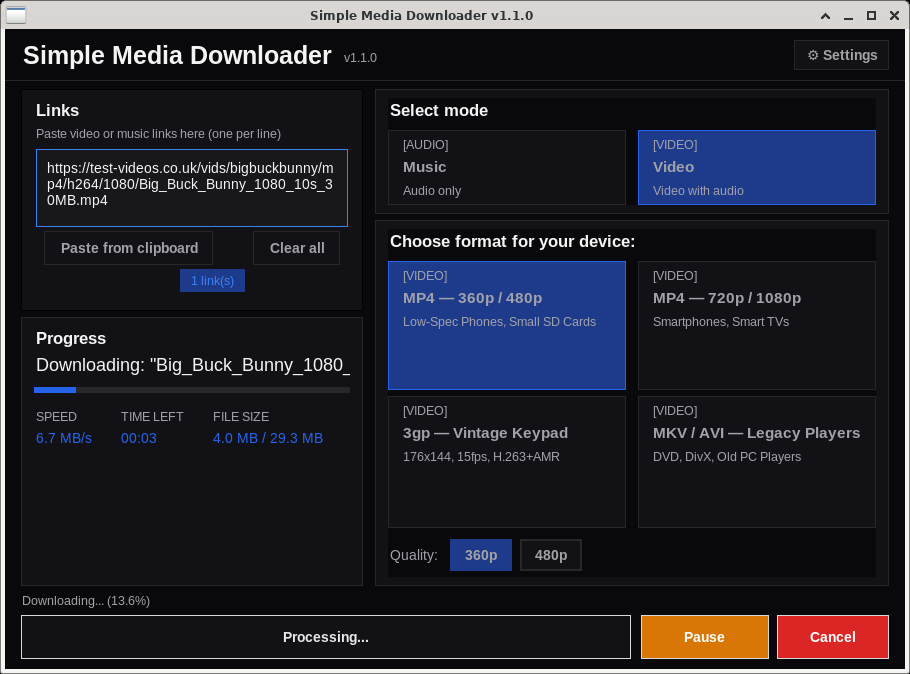 Simple Media Downloader v1.1.0
Simple Media Downloader v1.1.0
⚙ Settings
Links
Paste video or music links here (one per line)
https://test-videos.co.uk/vids/bigbuckbunny/m
p4/h264/1080/Big_Buck_Bunny_1080_10s_3
0MB.mp4
Paste from clipboard
Clear all
1 link(s)
Progress
Downloading: "Big_Buck_Bunny_1080_
SPEED TIME LEFT FILE SIZE
6.7 MB/s 00:03 4.0 MB / 29.3 MB
Select mode
[AUDIO]
Music
Audio only
[VIDEO]
Video
Video with audio
Choose format for your device:
[VIDEO]
MP4 — 360p / 480p
Low-Spec Phones, Small SD Cards
[VIDEO]
MP4 — 720p / 1080p
Smartphones, Smart TVs
[VIDEO]
3gp — Vintage Keypad
176x144, 15fps, H.263+AMR
[VIDEO]
MKV / AVI — Legacy Players
DVD, DivX, Old PC Players
Quality: 360p 480p
Downloading... (13.6%)
Processing...
Pause
Cancel